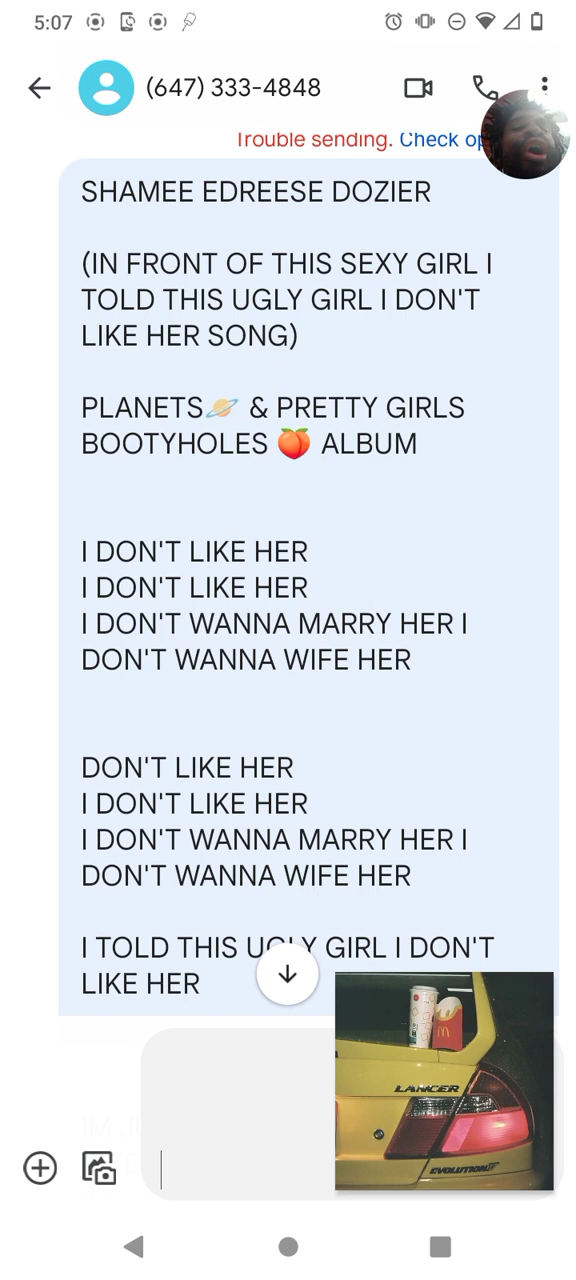 5:07
(647) 333-4848
Trouble sending. Check
SHAMEE EDREESE DOZIER
(IN FRONT OF THIS SEXY GIRL I
TOLD THIS UGLY GIRL I DON'T
LIKE HER SONG)
PLANETS🪐 & PRETTY GIRLS
BOOTYHOLES 🍑 ALBUM
I DON'T LIKE HER
I DON'T LIKE HER
I DON'T WANNA MARRY HER I
DON'T WANNA WIFE HER
DON'T LIKE HER
I DON'T LIKE HER
I DON'T WANNA MARRY HER I
DON'T WANNA WIFE HER
I TOLD THIS UGLY GIRL I DON'T
LIKE HER
LANCER
EVOLUTION